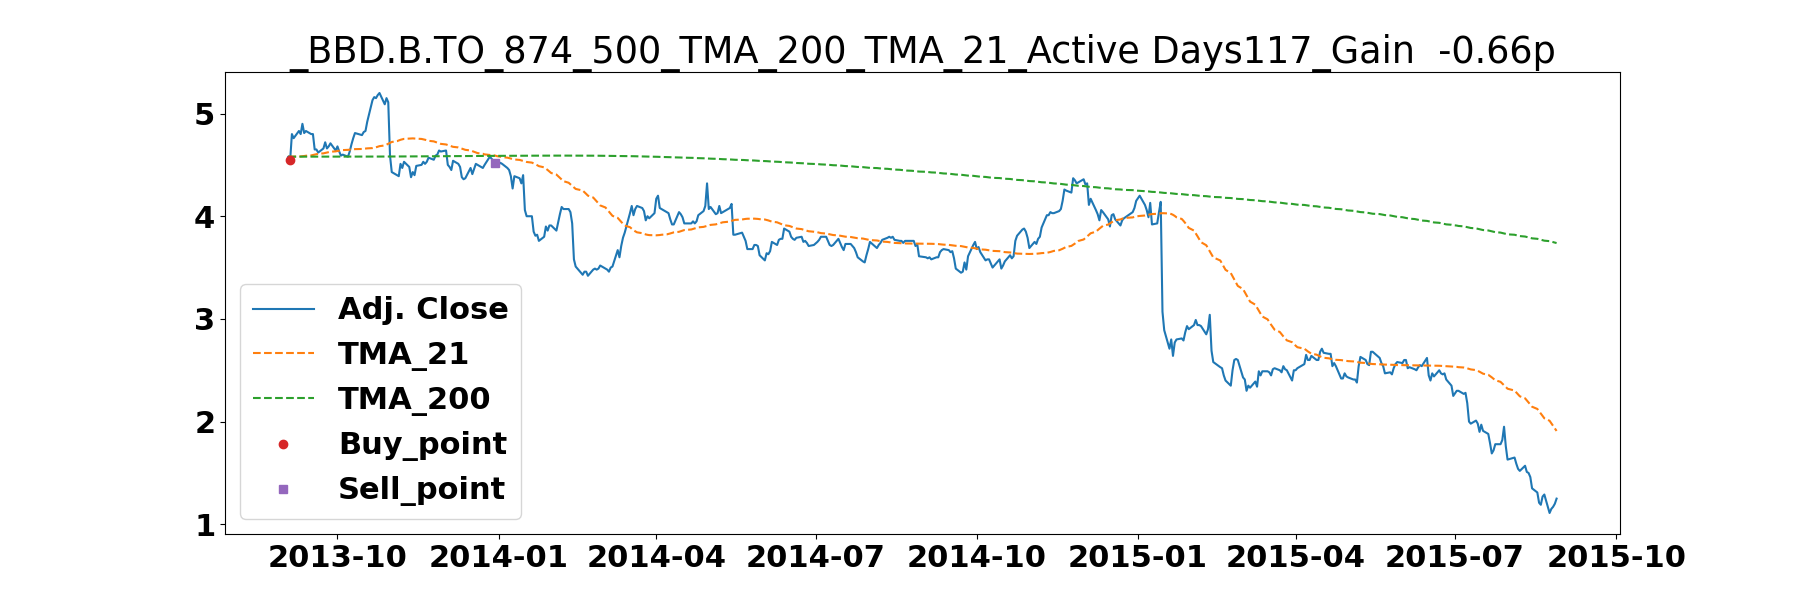 _BBD.B.TO_874_500_TMA_200_TMA_21_Active Days117_Gain  -0.66p
5
4
3
2
1
Adj. Close
TMA_21
TMA_200
Buy_point
Sell_point
2013-10 2014-01 2014-04 2014-07 2014-10 2015-01 2015-04 2015-07 2015-10